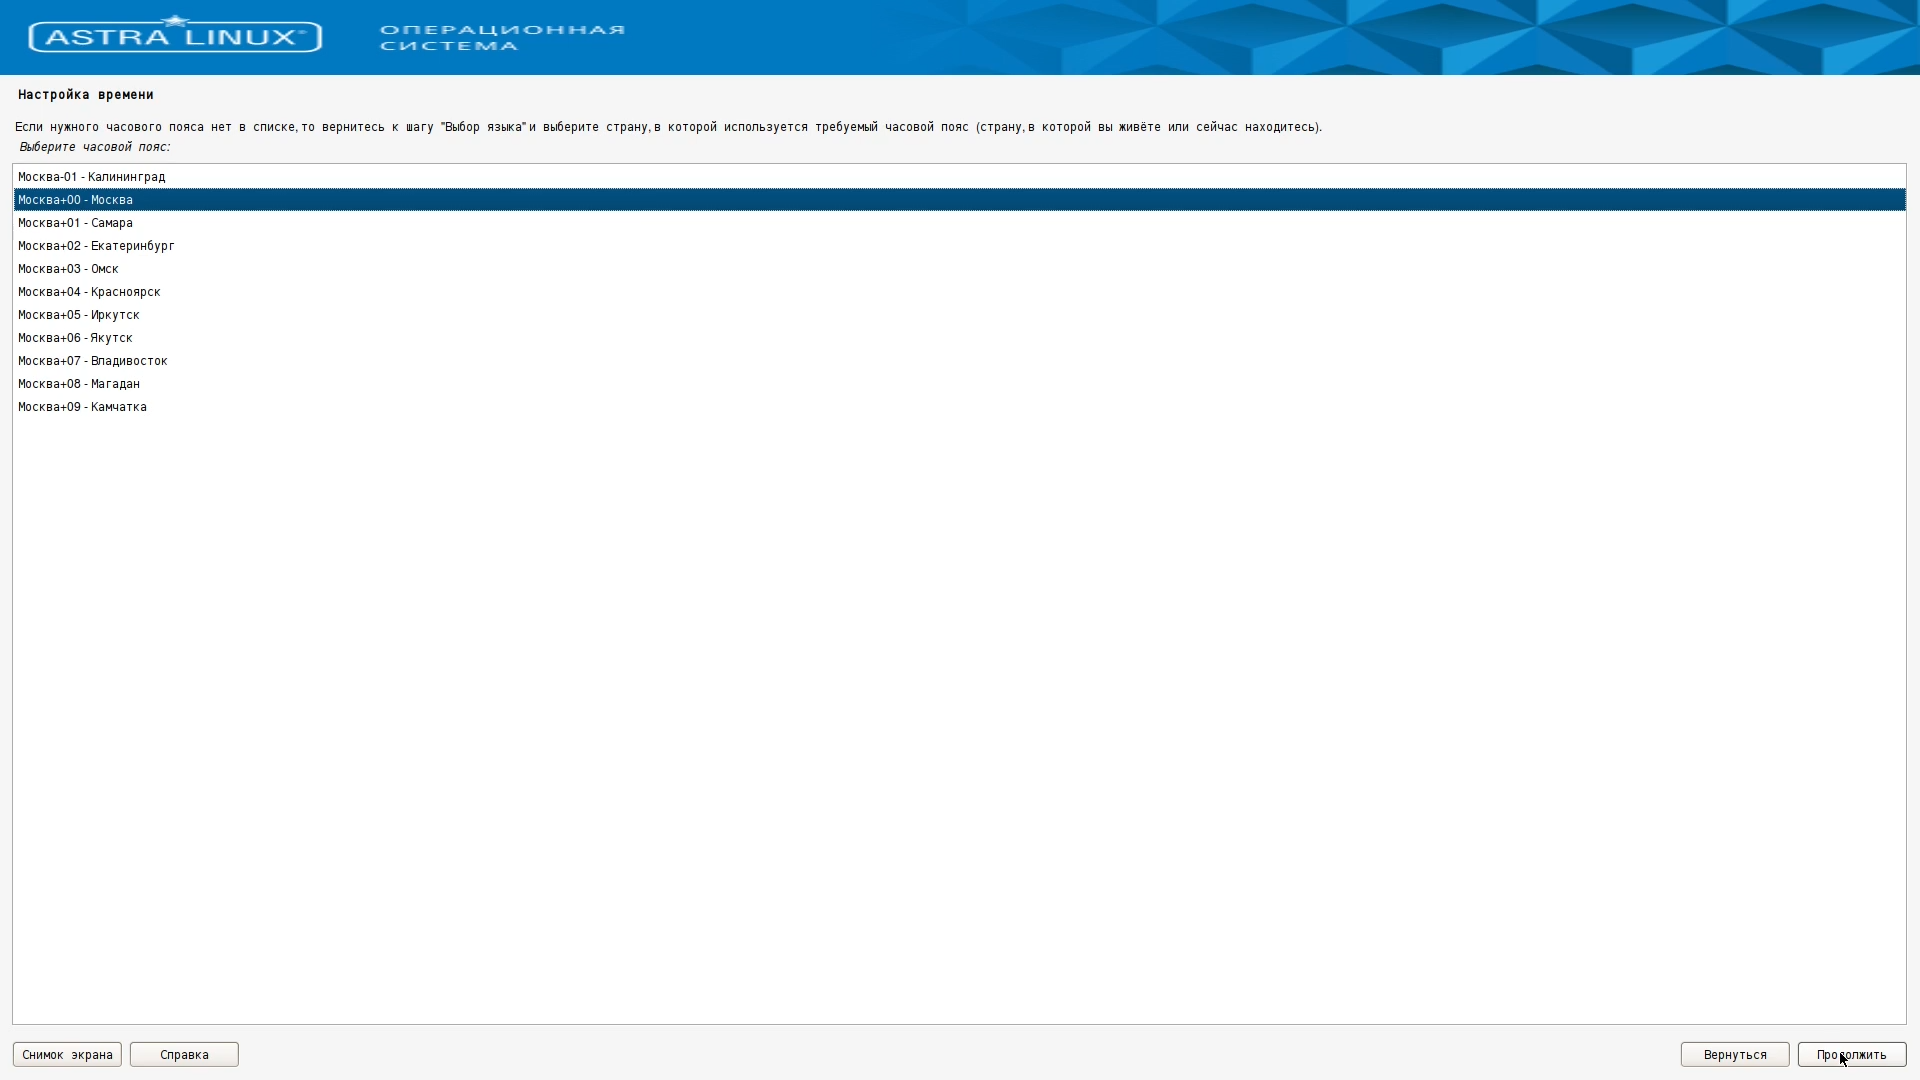 ASTRA LINUX®
ОПЕРАЦИОННАЯ
СИСТЕМА
Настройка времени
Если нужного часового пояса нет в списке, то вернитесь к шагу "Выбор языка" и выберите страну, в которой используется требуемый часовой пояс (страну, в которой вы живёте или сейчас находитесь).
Выберите часовой пояс:
Москва-01 - Калининград
Москва+00 - Москва
Москва+01 - Самара
Москва+02 - Екатеринбург
Москва+03 - Омск
Москва+04 - Красноярск
Москва+05 - Иркутск
Москва+06 - Якутск
Москва+07 - Владивосток
Москва+08 - Магадан
Москва+09 - Камчатка
Снимок экрана
Справка
Вернуться
Продолжить